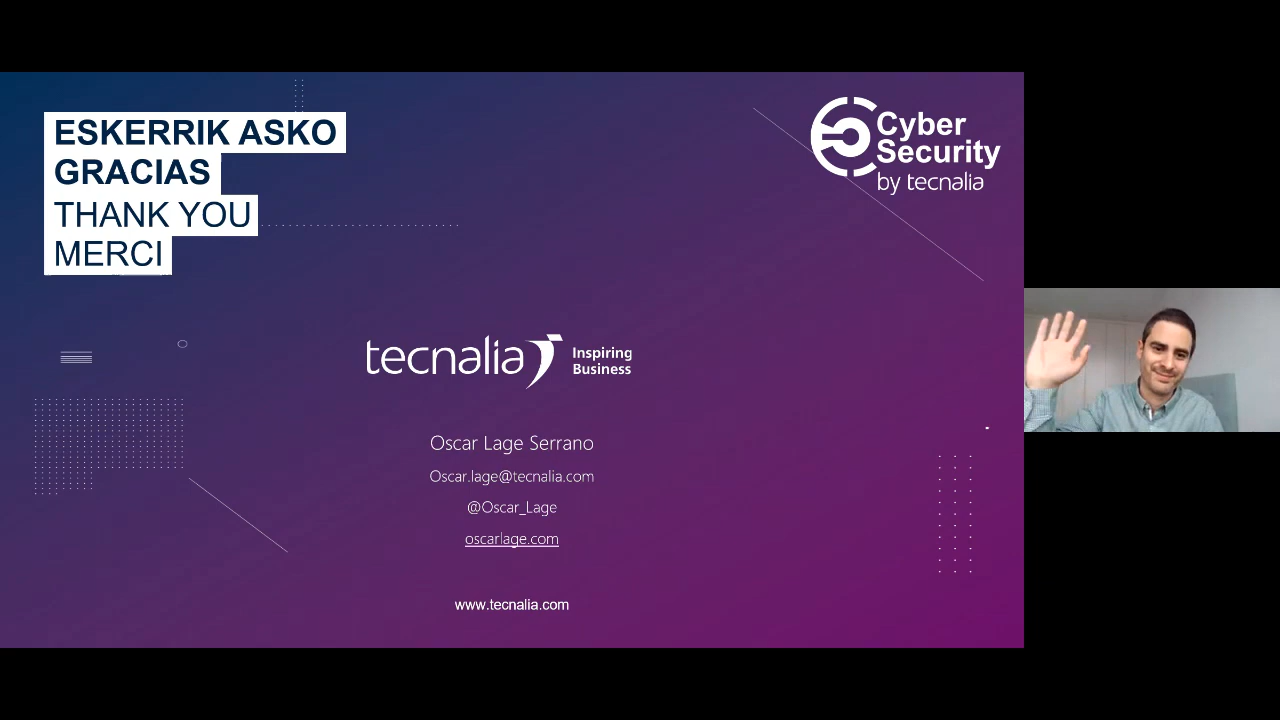 ESKERRIK ASKO
GRACIAS
THANK YOU
MERCI
Cyber
Security
by tecnalia
tecnalia
Inspiring
Business
Oscar Lage Serrano
Oscar.lage@tecnalia.com
@Oscar_Lage
oscarlage.com
www.tecnalia.com